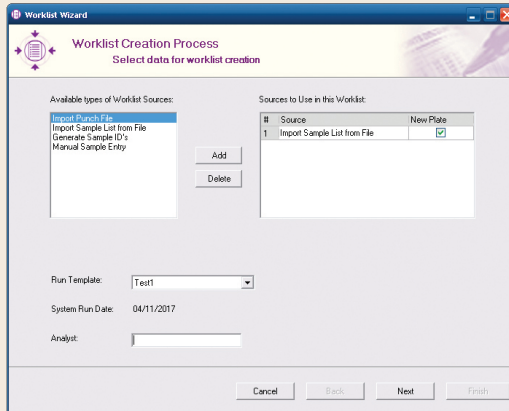 Worklist Wizard
Worklist Creation Process
Select data for worklist creation
Available types of Worklist Sources:
Import Punch File
Import Sample List from File
Generate Sample ID's
Manual Sample Entry
Add
Delete
Sources to Use in this Worklist:
# Source New Plate
1 Import Sample List from File
Run Template: Test1
System Run Date: 04/11/2017
Analyst:
Cancel Back Next Finish